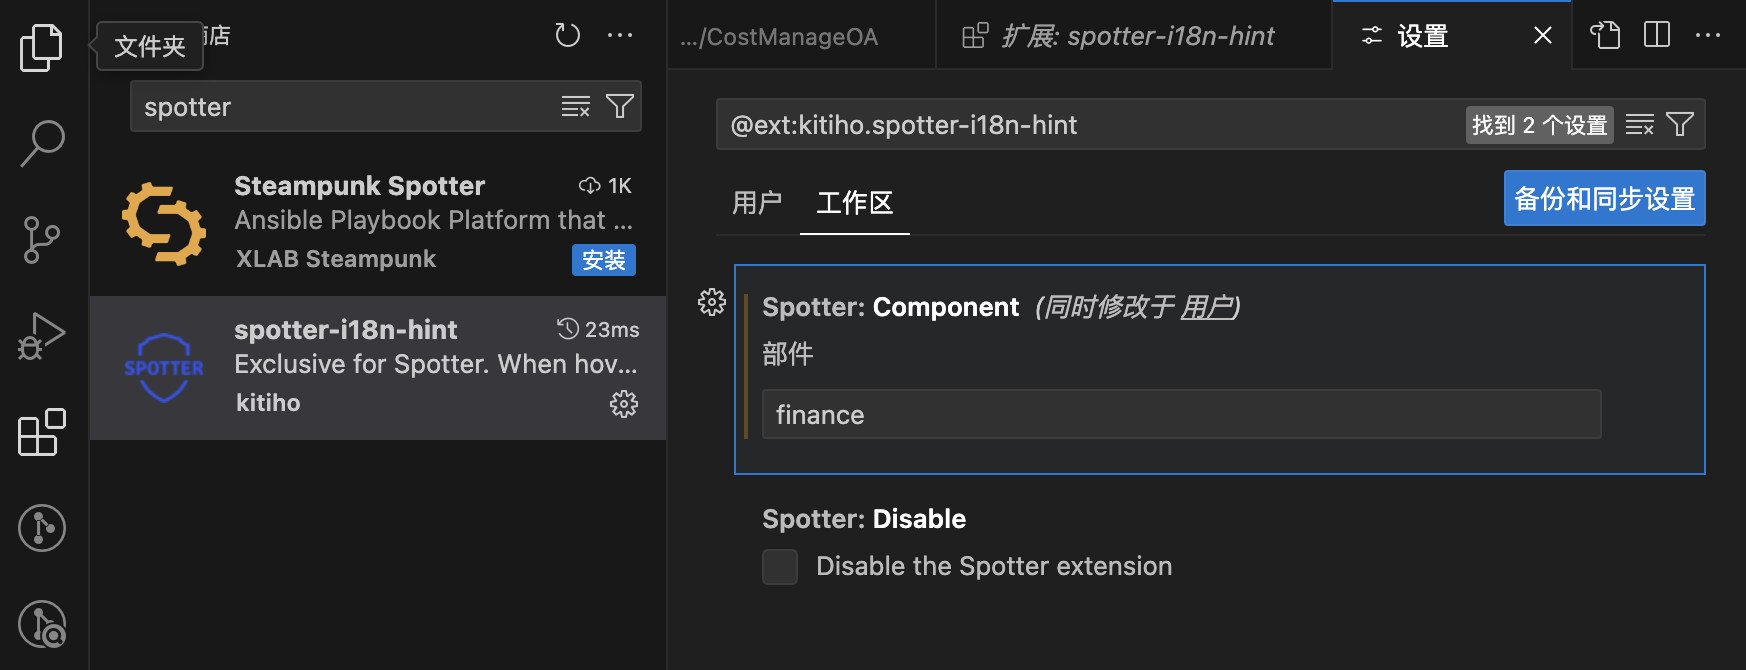 文件夹
店
spotter
Steampunk Spotter
1K
Ansible Playbook Platform that ...
XLAB Steampunk
安装
SPOTTER
spotter-i18n-hint
23ms
Exclusive for Spotter. When hov...
kitiho
.../CostManageOA
扩展: spotter-i18n-hint
设置
@ext:kitiho.spotter-i18n-hint
找到 2 个设置
用户
工作区
备份和同步设置
Spotter: Component (同时修改于 用户)
部件
finance
Spotter: Disable
Disable the Spotter extension